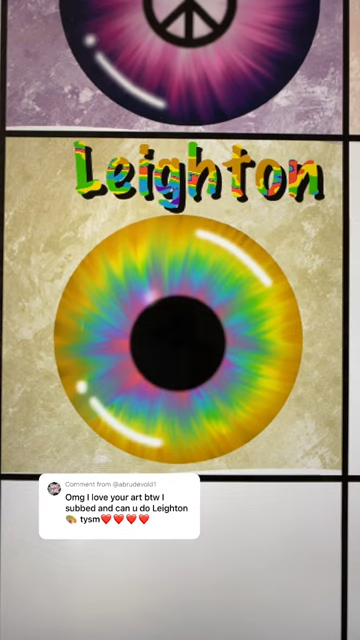 Leighton
Comment from @abrudevold1
Omg I love your art btw I
subbed and can u do Leighton
🎨 tysm❤️❤️❤️❤️